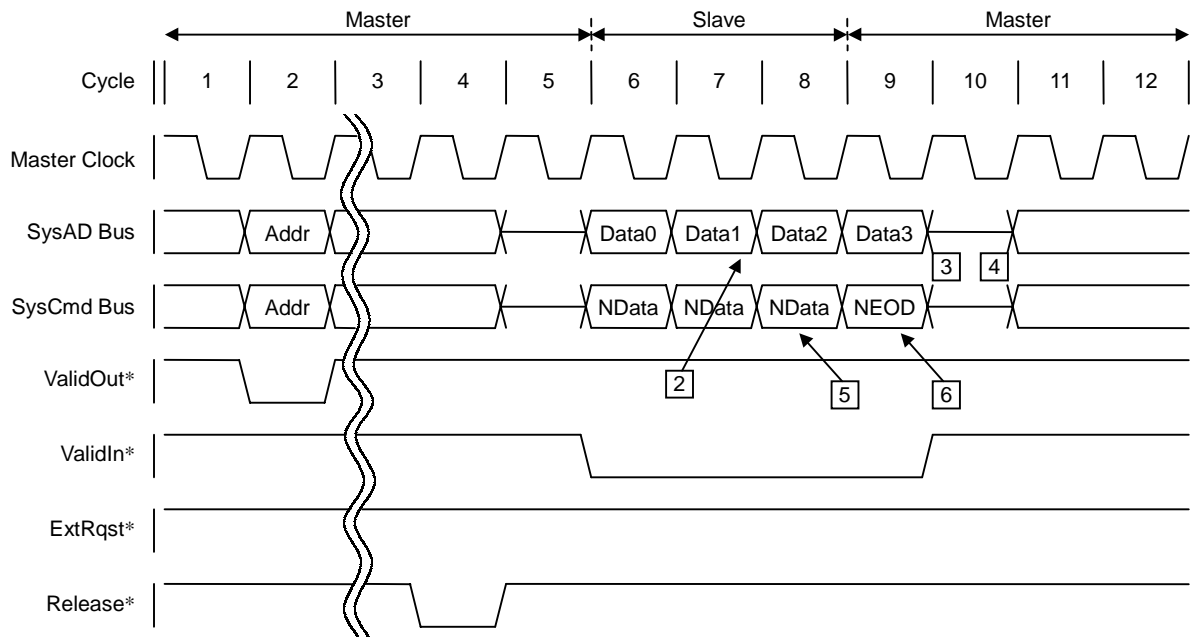 Master Slave Master
Cycle 1 2 3 4 5 6 7 8 9 10 11 12
Master Clock
SysAD Bus Addr Data0 Data1 Data2 Data3
3 4
SysCmd Bus Addr NData NData NData NEOD
ValidOut*
2 5 6
ValidIn*
ExtRqst*
Release*